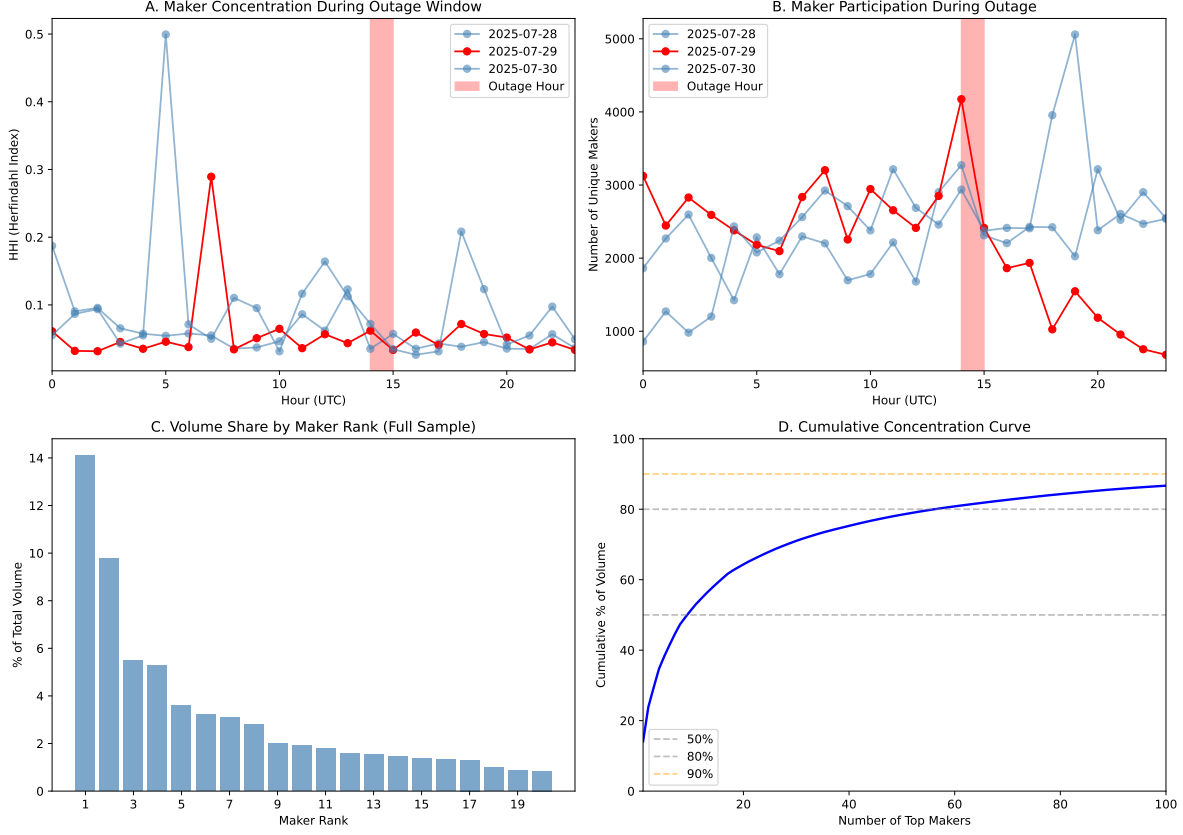 A. Maker Concentration During Outage Window
HHI (Herfindahl Index)
0.5
0.4
0.3
0.2
0.1
0 5 10 15 20
Hour (UTC)
2025-07-28
2025-07-29
2025-07-30
Outage Hour
B. Maker Participation During Outage
Number of Unique Makers
5000
4000
3000
2000
1000
0 5 10 15 20
Hour (UTC)
2025-07-28
2025-07-29
2025-07-30
Outage Hour
C. Volume Share by Maker Rank (Full Sample)
% of Total Volume
14
12
10
8
6
4
2
0
1 3 5 7 9 11 13 15 17 19
Maker Rank
D. Cumulative Concentration Curve
Cumulative % of Volume
100
80
60
40
20
0
20 40 60 80 100
Number of Top Makers
50%
80%
90%